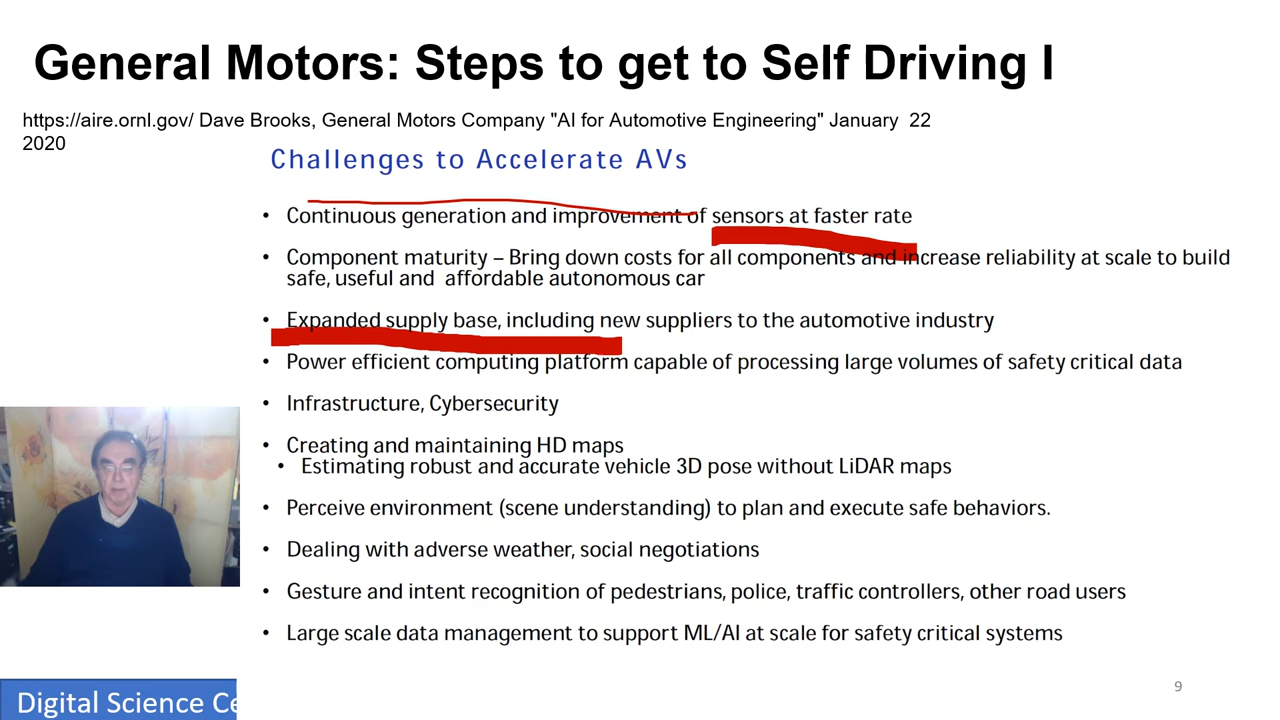 General Motors: Steps to get to Self Driving I
https://aire.ornl.gov/ Dave Brooks, General Motors Company "AI for Automotive Engineering" January 22
2020
Challenges to Accelerate AVs
• Continuous generation and improvement of sensors at faster rate
• Component maturity – Bring down costs for all components and increase reliability at scale to build
safe, useful and affordable autonomous car
• Expanded supply base, including new suppliers to the automotive industry
• Power efficient computing platform capable of processing large volumes of safety critical data
• Infrastructure, Cybersecurity
• Creating and maintaining HD maps
• Estimating robust and accurate vehicle 3D pose without LiDAR maps
• Perceive environment (scene understanding) to plan and execute safe behaviors.
• Dealing with adverse weather, social negotiations
• Gesture and intent recognition of pedestrians, police, traffic controllers, other road users
• Large scale data management to support ML/AI at scale for safety critical systems
Digital Science Ce
9